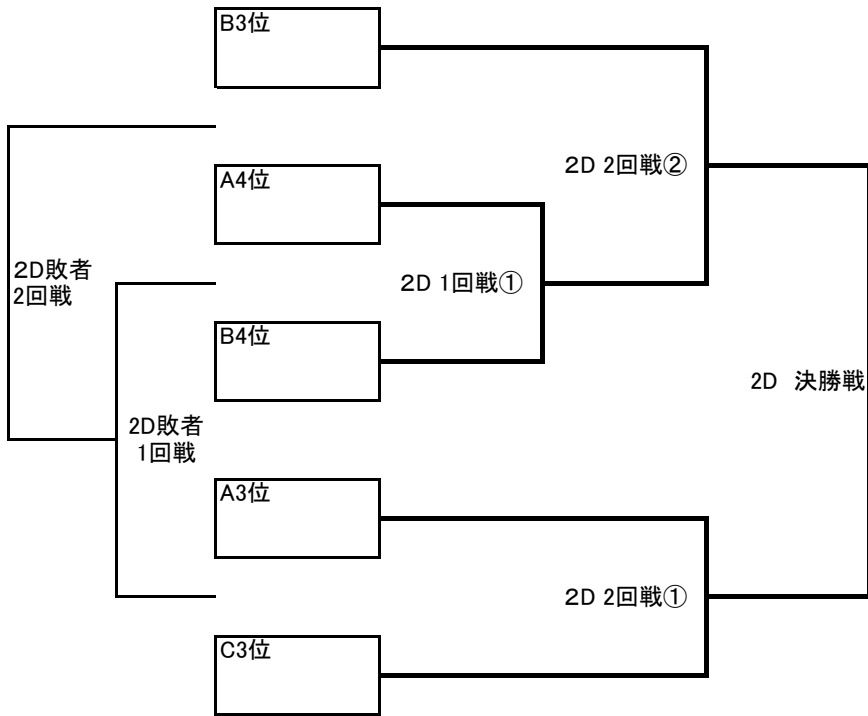 B3位
2D 2回戦②
A4位
2D敗者
2回戦
2D 1回戦①
B4位
2D 決勝戦
2D敗者
1回戦
A3位
2D 2回戦①
C3位